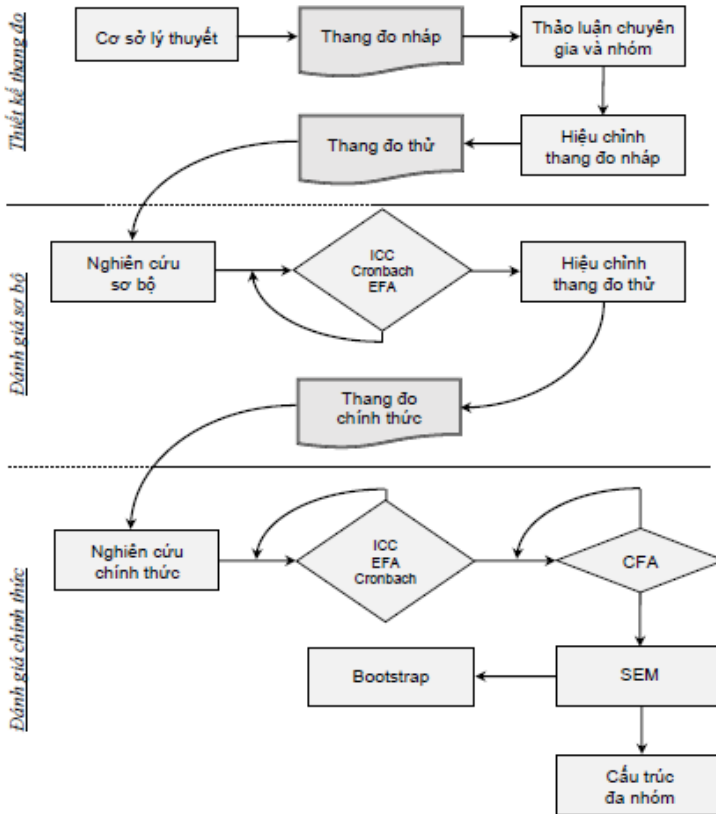 Thiết kế thang đo
Cơ sở lý thuyết
Thang đo nháp
Thảo luận chuyên
gia và nhóm
Hiệu chỉnh
thang đo nháp
Thang đo thử
Đánh giá sơ bộ
Nghiên cứu
sơ bộ
ICC
Cronbach
EFA
Hiệu chỉnh
thang đo thử
Thang đo
chính thức
Đánh giá chính thức
Nghiên cứu
chính thức
ICC
EFA
Cronbach
CFA
SEM
Bootstrap
Cấu trúc
đa nhóm